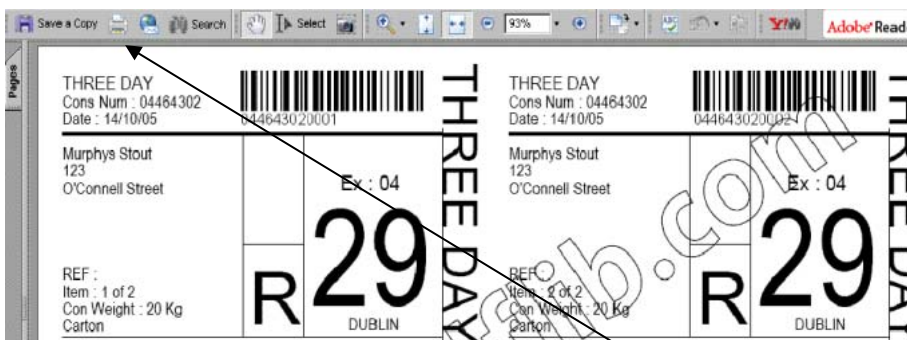 Save a Copy Search Select 93% Y! Adobe Read
Pages
THREE DAY
Cons Num : 04464302
Date : 14/10/05
044643020001
Murphys Stout
123
O'Connell Street
Ex : 04
29
REF :
Item : 1 of 2
Con Weight : 20 Kg
Carton
R
DUBLIN
THREE DAY
THREE DAY
Cons Num : 04464302
Date : 14/10/05
044643020002
Murphys Stout
123
O'Connell Street
Ex : 04
29
REF :
Item : 2 of 2
Con Weight : 20 Kg
Carton
R
DUBLIN
THREE DAY
.com